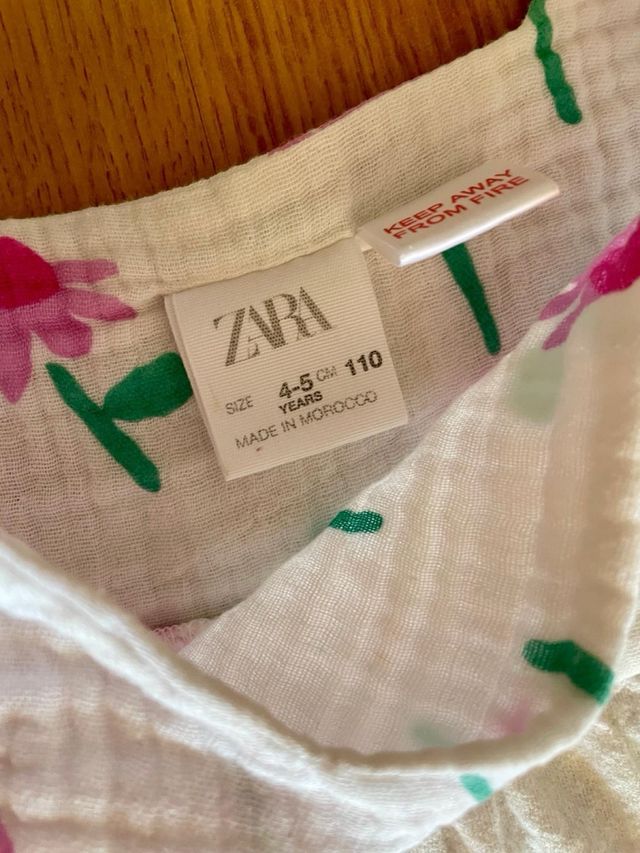 KEEP AWAY
FROM FIRE
ZARA
SIZE 4-5 CM 110
YEARS
MADE IN MOROCCO